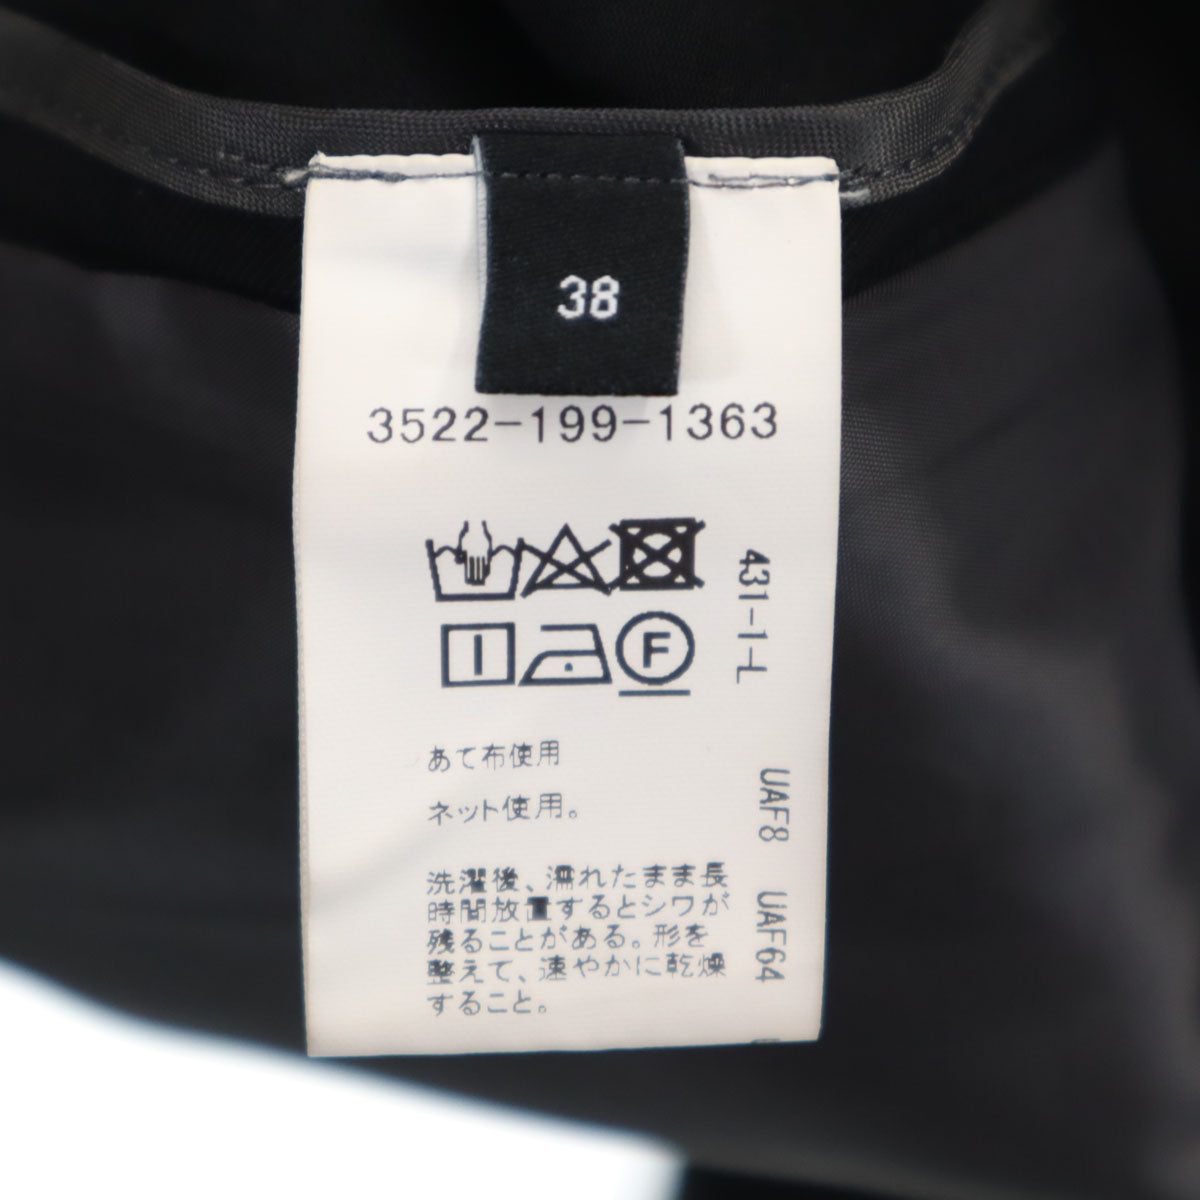 38
3522-199-1363
F
431-1-L
あて布使用
ネット使用。
UAF8 UAF64
洗濯後、濡れたまま長
時間放置するとシワが
残ることがある。形を
整えて、速やかに乾燥
すること。